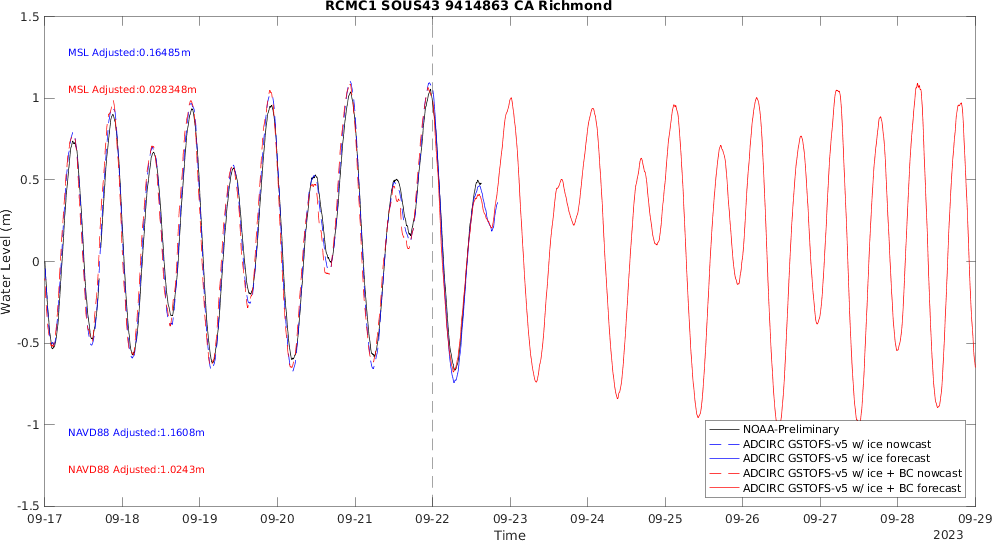 RCMC1 SOUS43 9414863 CA Richmond
1.5
1
0.5
0
-0.5
-1
-1.5
Water Level (m)
MSL Adjusted:0.16485m
MSL Adjusted:0.028348m
NAVD88 Adjusted:1.1608m
NAVD88 Adjusted:1.0243m
NOAA-Preliminary
ADCIRC GSTOFS-v5 w/ ice nowcast
ADCIRC GSTOFS-v5 w/ ice forecast
ADCIRC GSTOFS-v5 w/ ice + BC nowcast
ADCIRC GSTOFS-v5 w/ ice + BC forecast
09-17 09-18 09-19 09-20 09-21 09-22 09-23 09-24 09-25 09-26 09-27 09-28 09-29
Time
2023